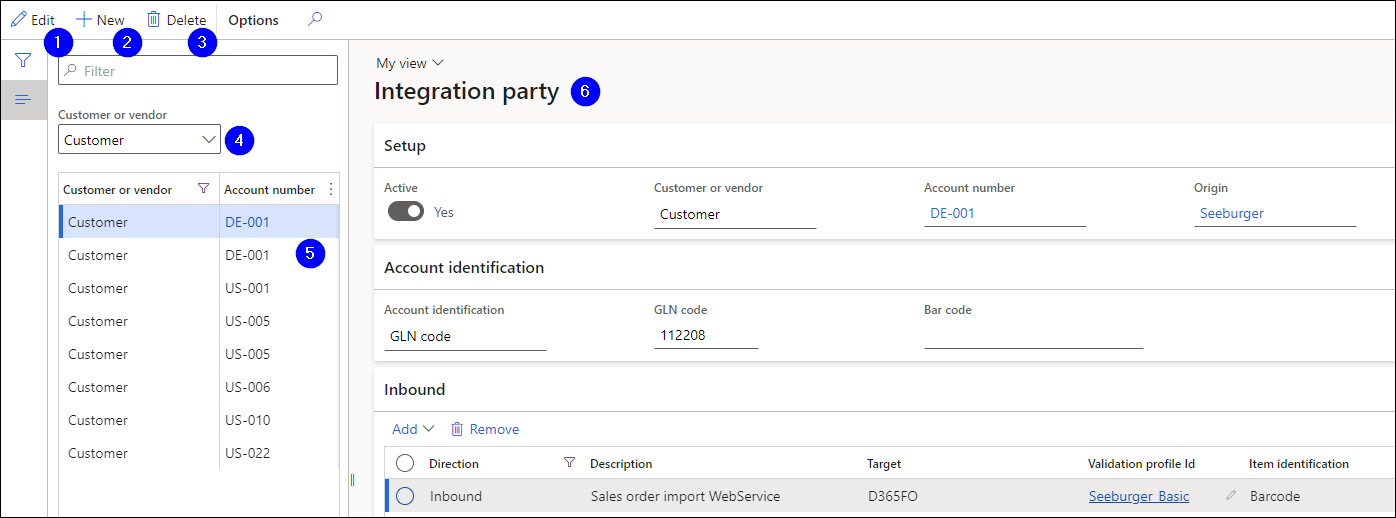 Edit New Delete Options
1 2 3
Filter
Customer or vendor
Customer 4
Customer or vendor Account number
Customer DE-001
Customer DE-001 5
Customer US-001
Customer US-005
Customer US-005
Customer US-006
Customer US-010
Customer US-022
My view
Integration party 6
Setup
Active Customer or vendor Account number Origin
Yes Customer DE-001 Seeburger
Account identification
Account identification GLN code Bar code
GLN code 112208
Inbound
Add Remove
Direction Description Target Validation profile Id Item identification
Inbound Sales order import WebService D365FO Seeburger_Basic Barcode